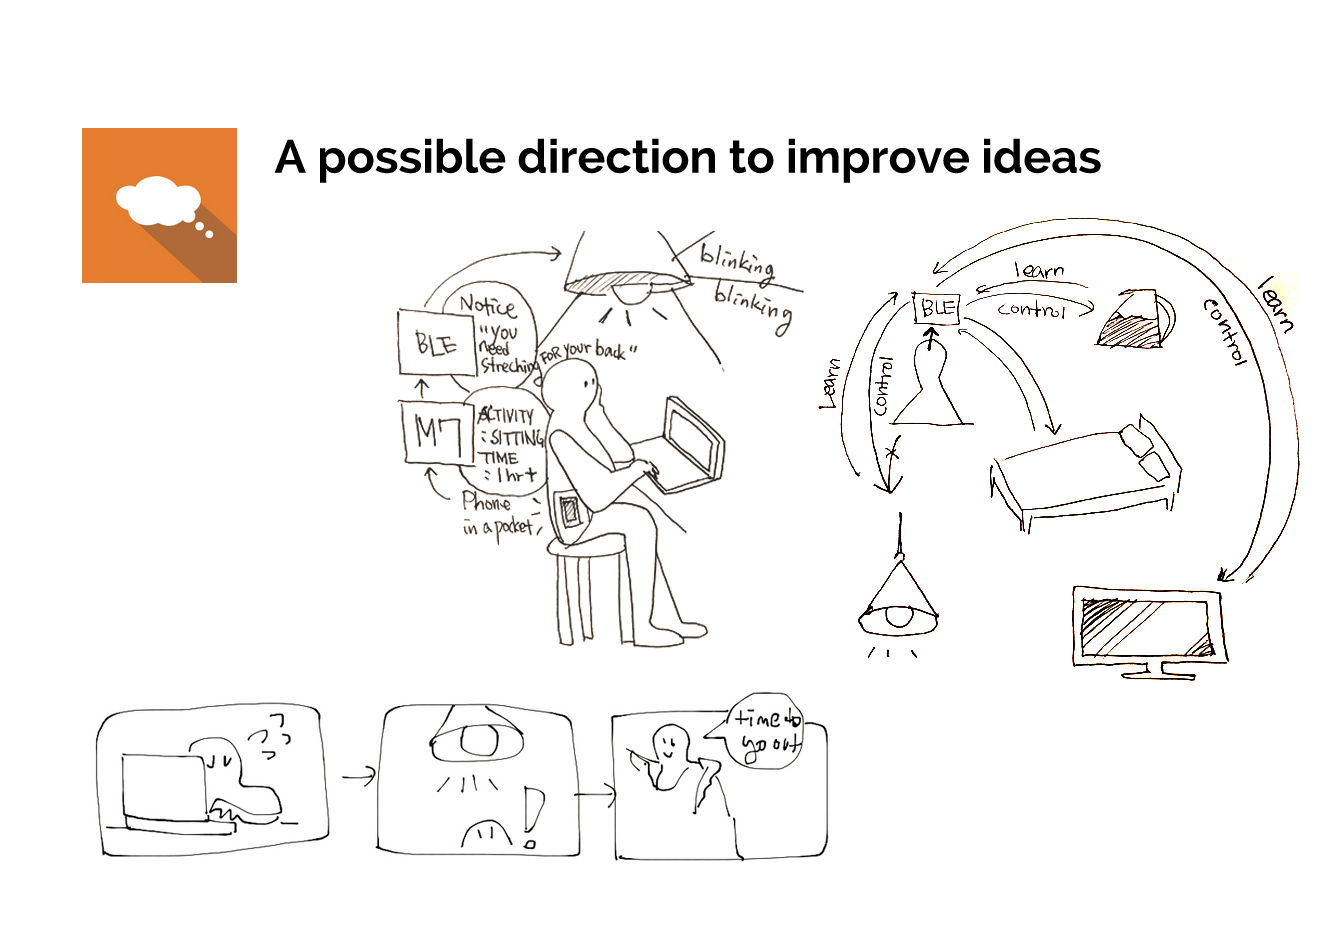 A possible direction to improve ideas
blinking
blinking
Notice
"you
need
Streching
FOR YOUR back"
BLE
M7
ACTIVITY
: SITTING
TIME
: 1hr+
Phone
in a pocket
learn
control
BLE
Learn
control
learn
control
time to
go out